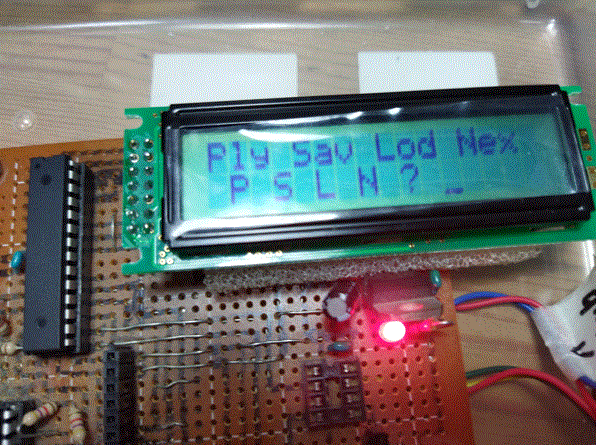 Ply Sav Lod Nex
P S L N ? _